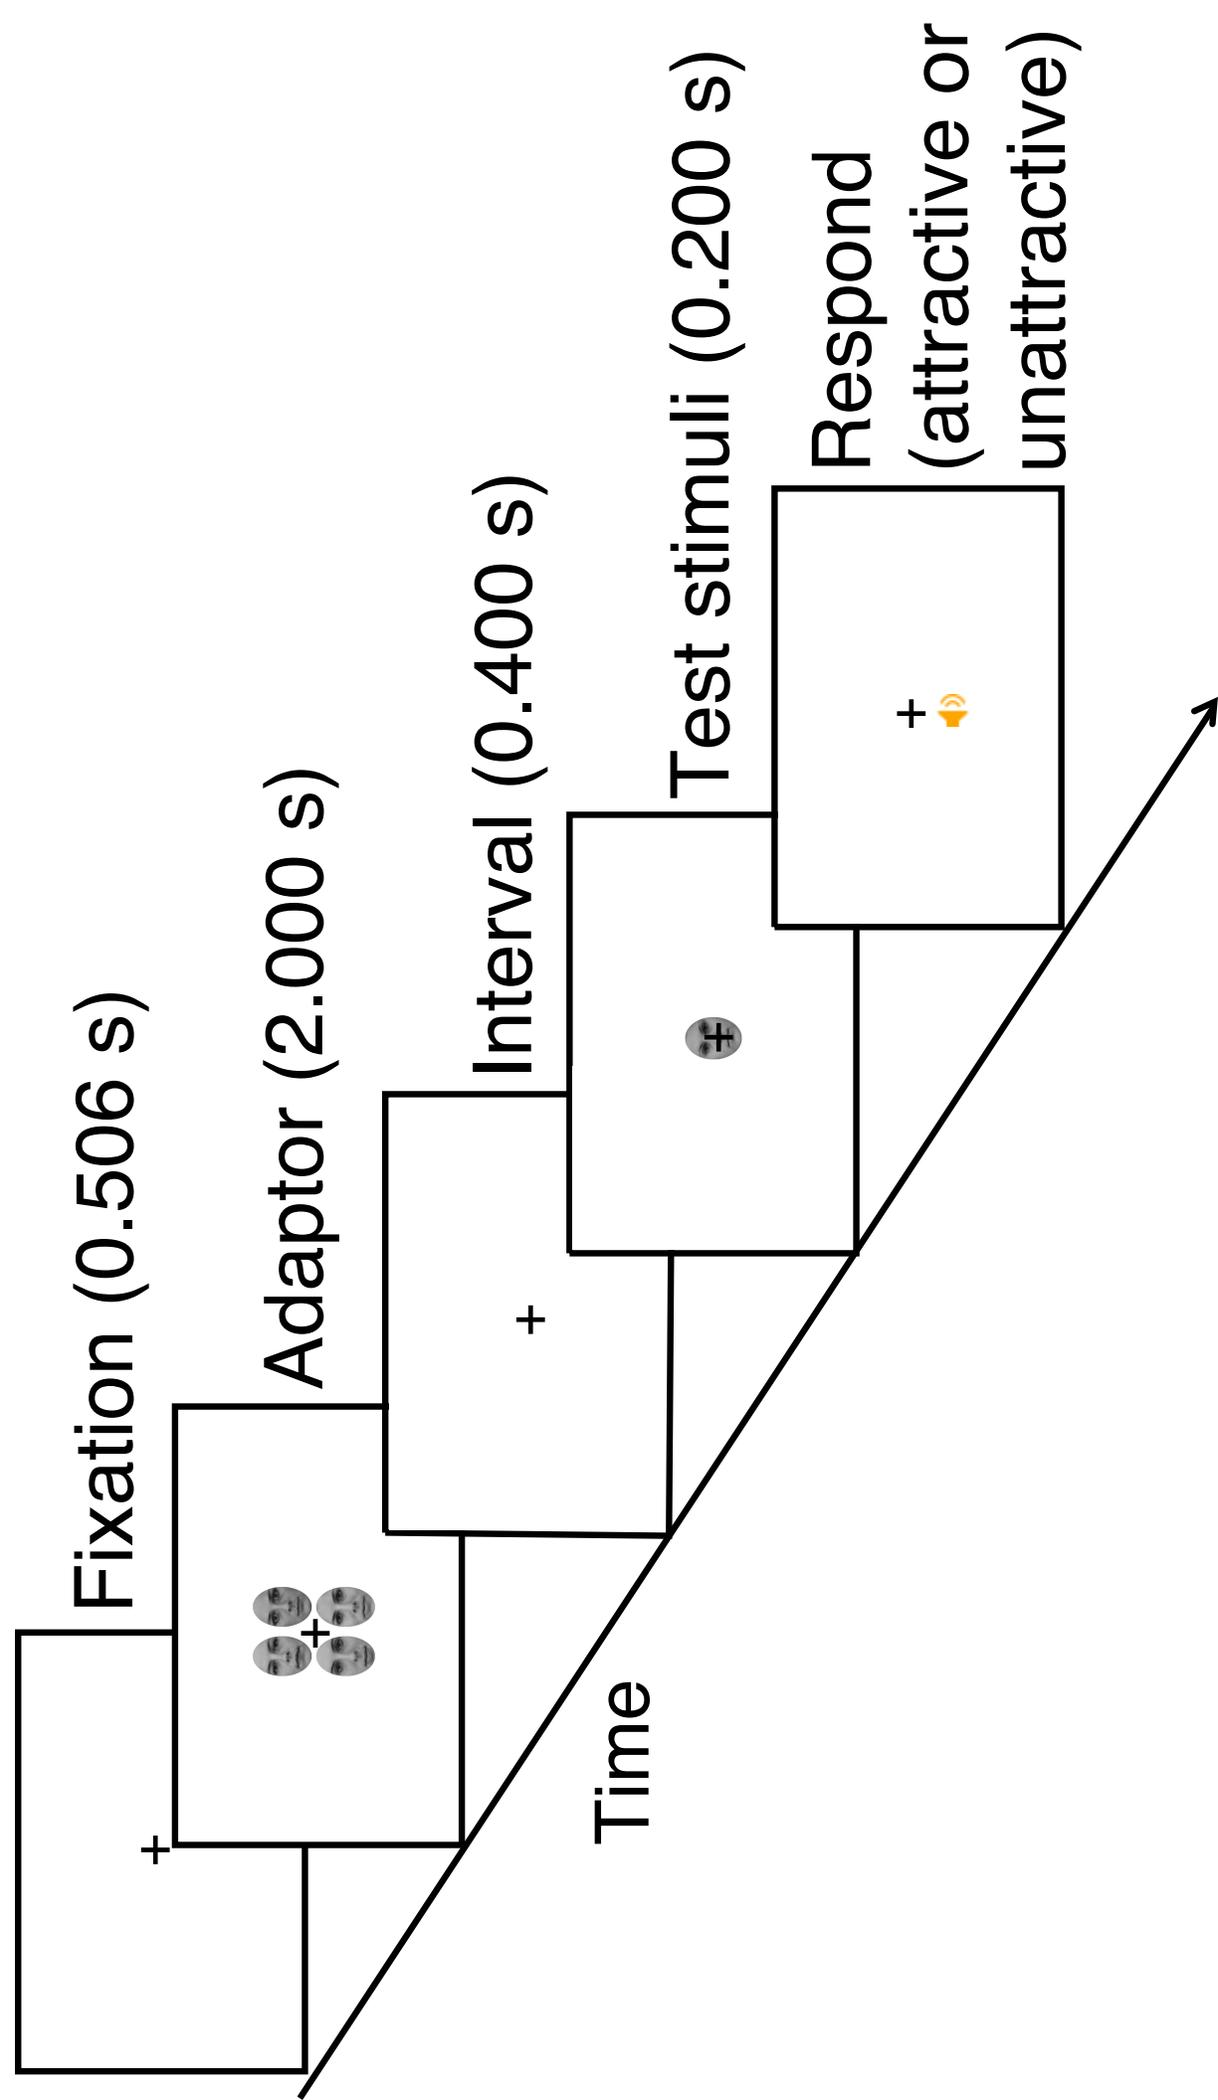 Fixation (0.506 s)
Adaptor (2.000 s)
Interval (0.400 s)
Test stimuli (0.200 s)
Respond
(attractive or
unattractive)
Time